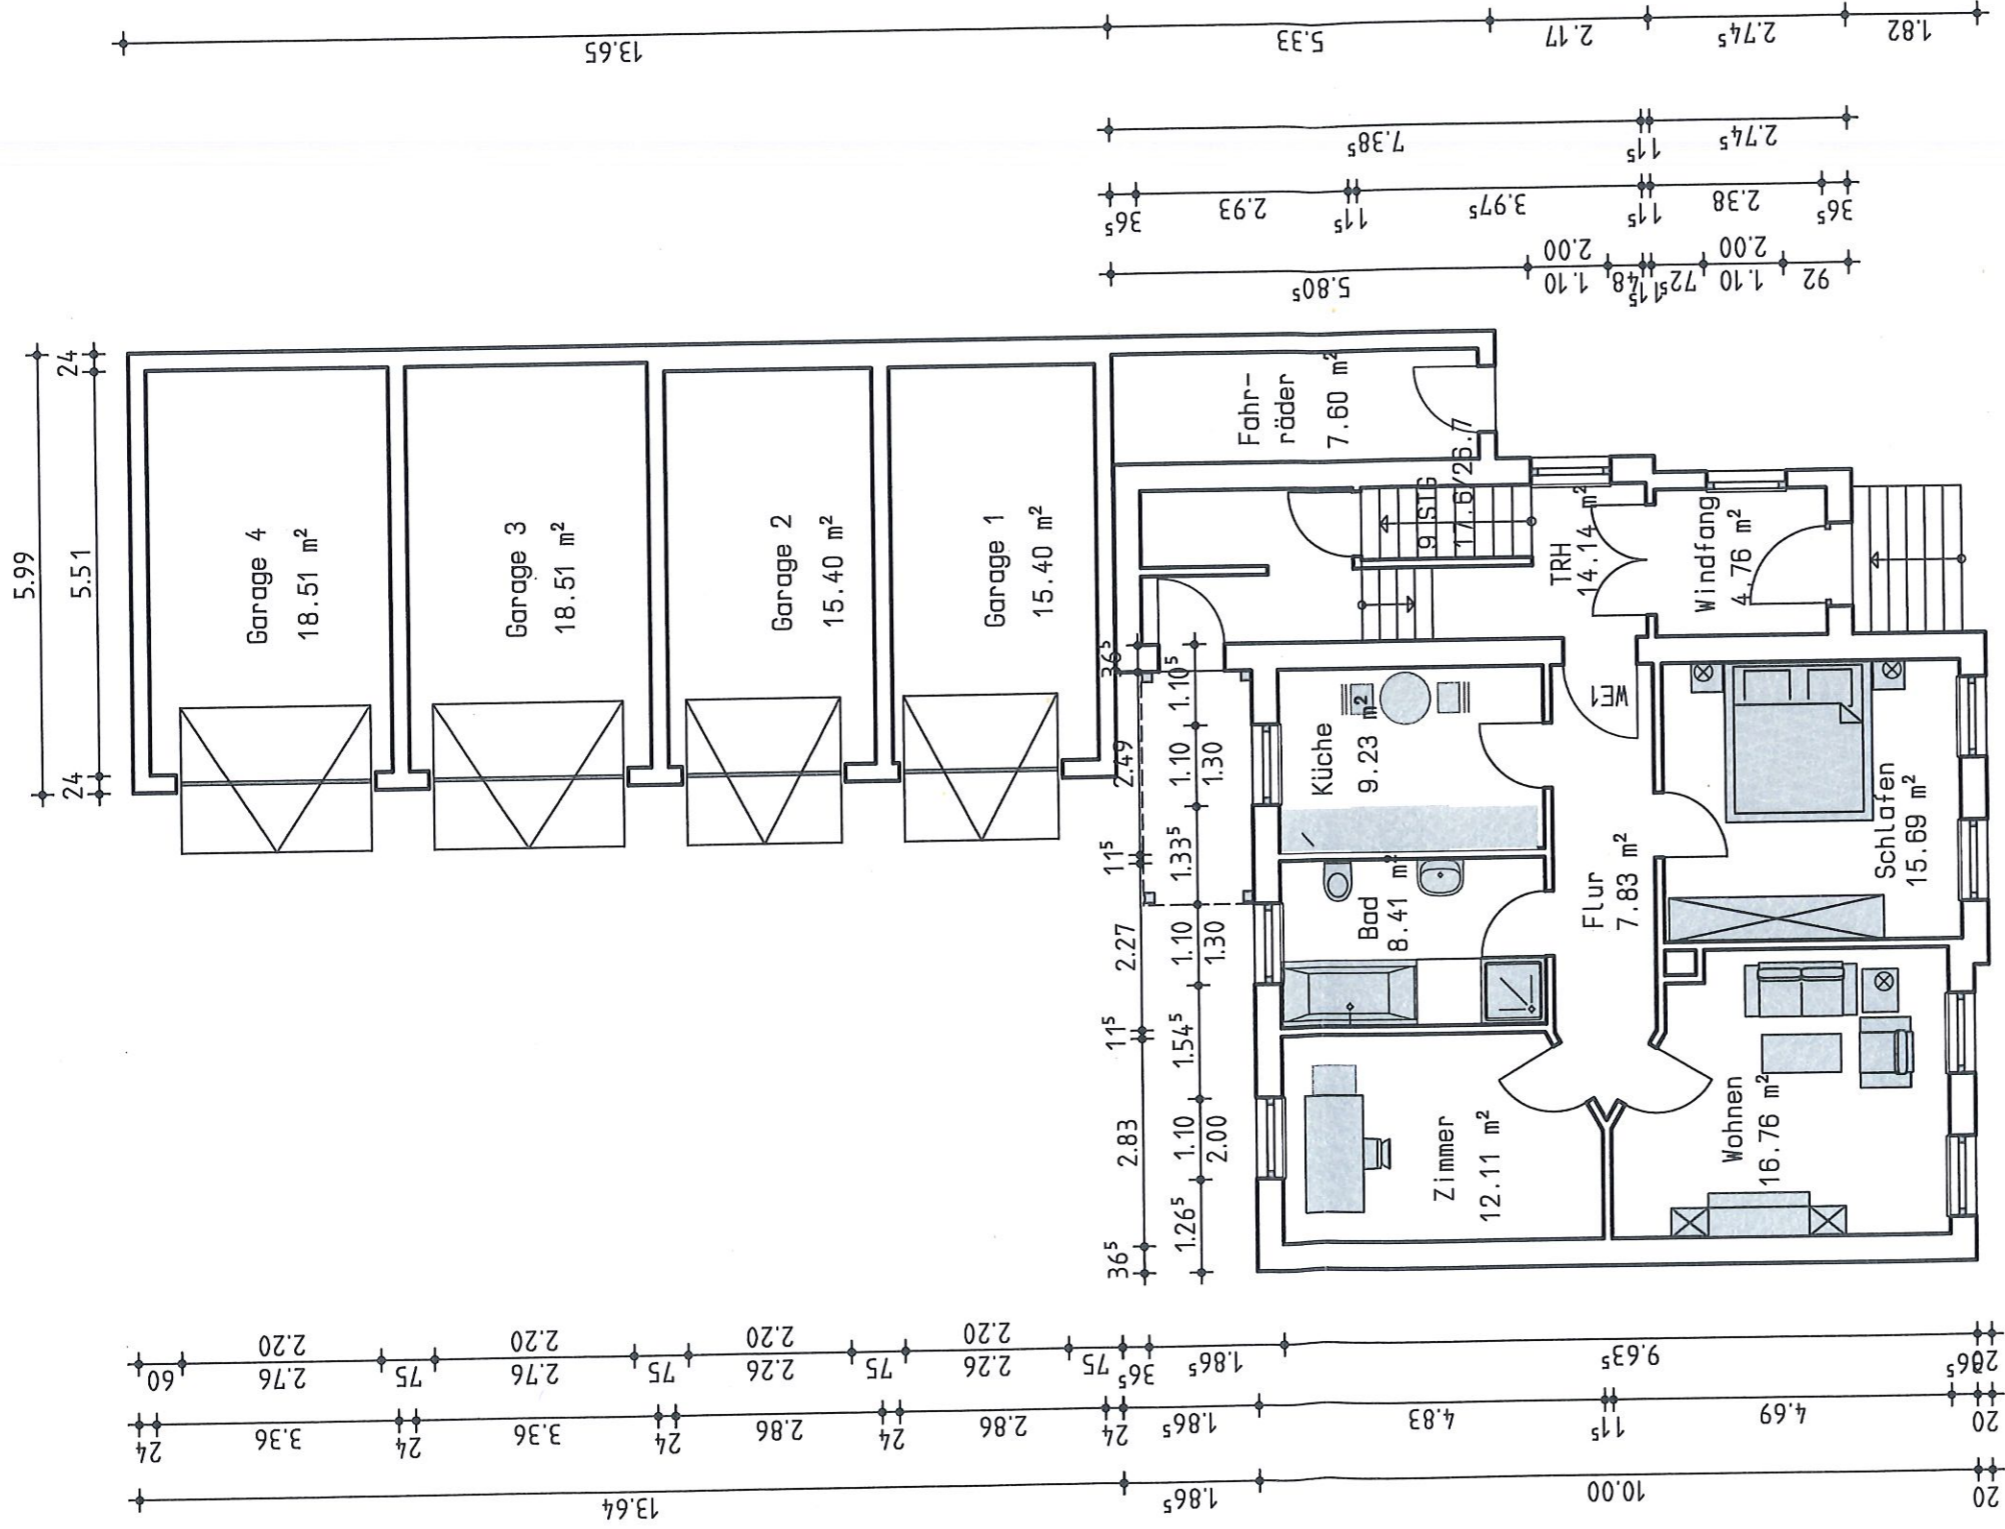 13.65
5.33
2.17
2.74⁵
1.82
7.38⁵
11⁵
2.74⁵
36⁵
2.93
11⁵
3.97⁵
11⁵
2.38
36⁵
5.80⁵
2.00
1.10
48
11⁵
72⁵
2.00
1.10
92
5.99
24
5.51
24
Garage 4
18.51 m²
Garage 3
18.51 m²
Garage 2
15.40 m²
Garage 1
15.40 m²
Fahr-
räder
7.60 m²
9 STG
17.6/26.7
TRH
14.14 m²
Windfang
4.76 m²
WE1
Küche
9.23 m²
Bad
8.41 m²
Flur
7.83 m²
Schlafen
15.69 m²
Zimmer
12.11 m²
Wohnen
16.76 m²
36⁵
2.49
11⁵
2.27
11⁵
2.83
36⁵
1.10⁵
1.10
1.30
1.33⁵
1.10
1.30
1.54⁵
1.10
2.00
1.26⁵
60
2.20
2.76
75
2.20
2.76
75
2.20
2.26
75
2.20
2.26
75
36⁵
1.86⁵
9.63⁵
24
3.36
24
3.36
24
2.86
24
2.86
24
1.86⁵
4.83
11⁵
4.69
20
13.64
1.86⁵
10.00
20